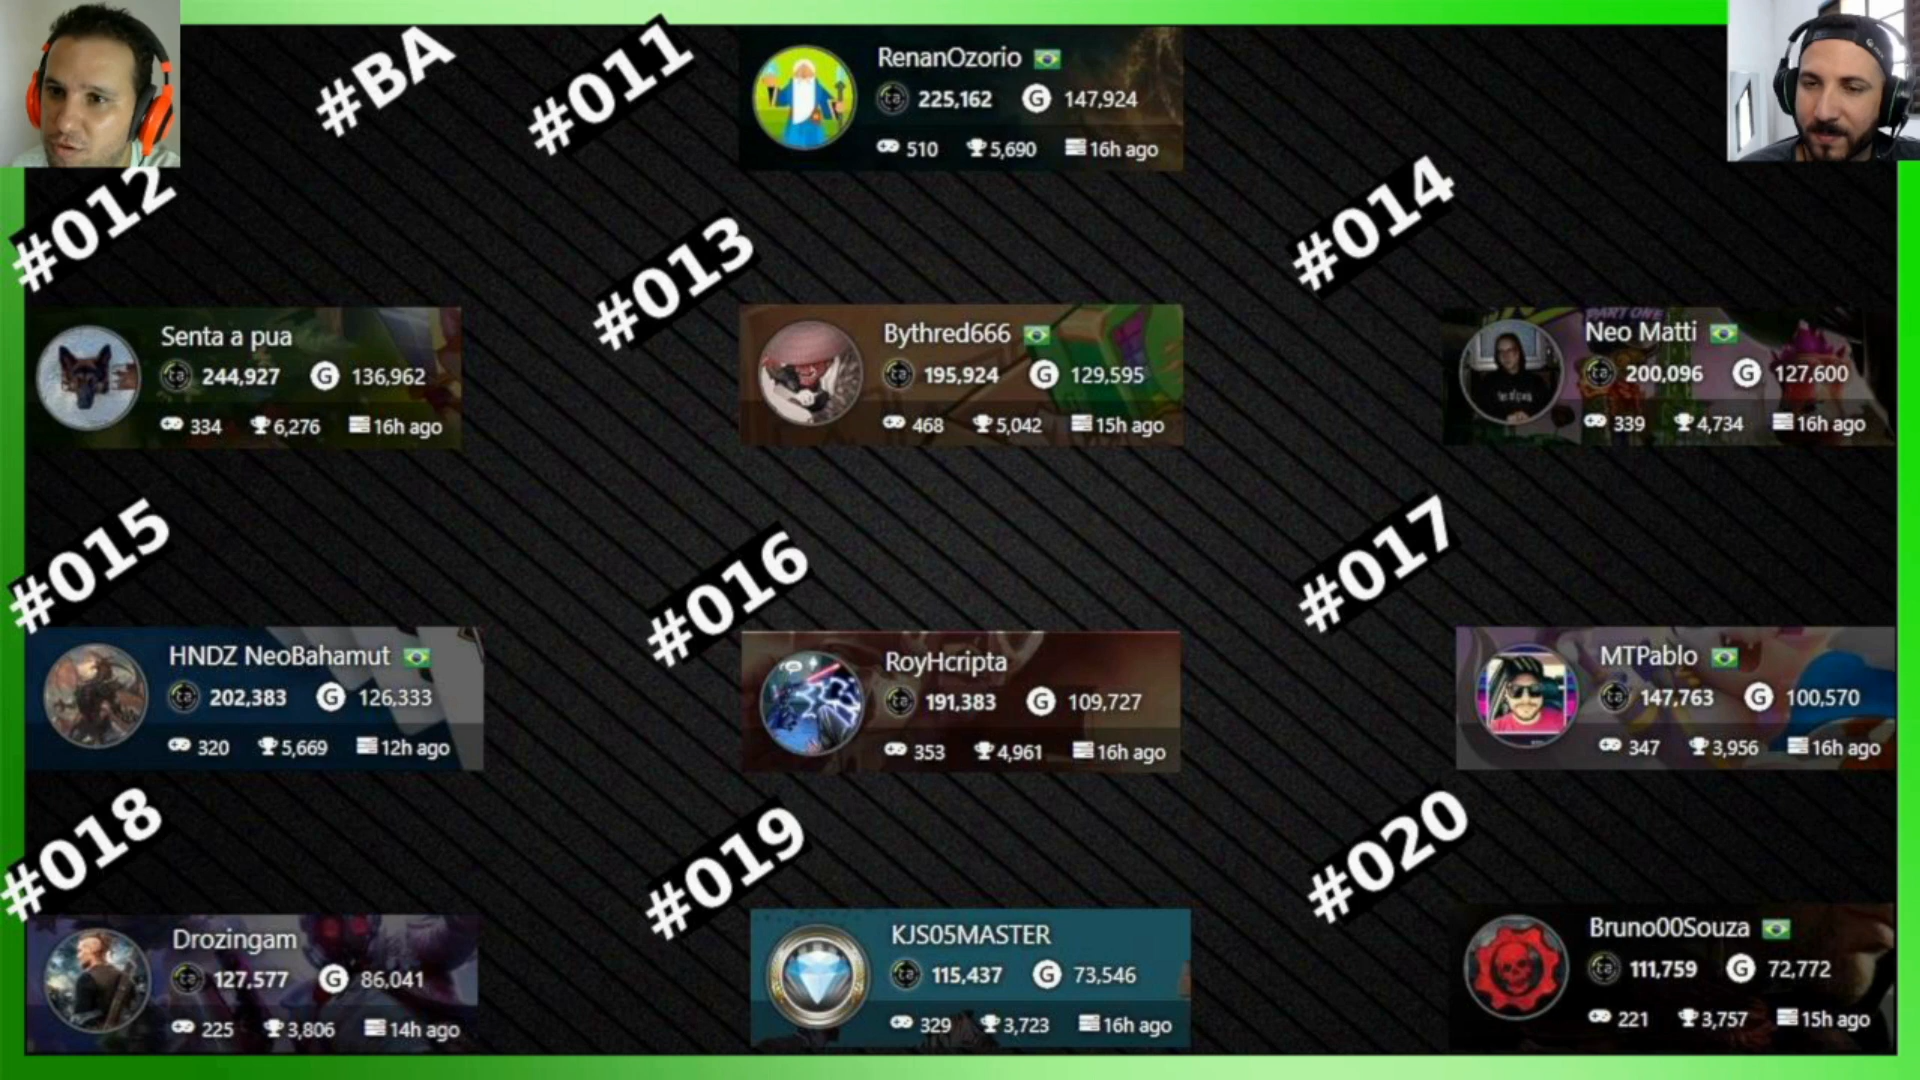 #BA
#011
RenanOzorio
225,162 G 147,924
510 5,690 16h ago
#012
#013
#014
Senta a pua
244,927 G 136,962
334 6,276 16h ago
Bythred666
195,924 G 129,595
468 5,042 15h ago
PART ONE
Neo Matti
200,096 G 127,600
339 4,734 16h ago
#015
#016
#017
HNDZ NeoBahamut
202,383 G 126,333
320 5,669 12h ago
RoyHcripta
191,383 G 109,727
353 4,961 16h ago
MTPablo
147,763 G 100,570
347 3,956 16h ago
#018
#019
#020
Drozingam
127,577 G 86,041
225 3,806 14h ago
KJS05MASTER
115,437 G 73,546
329 3,723 16h ago
Bruno00Souza
111,759 G 72,772
221 3,757 15h ago